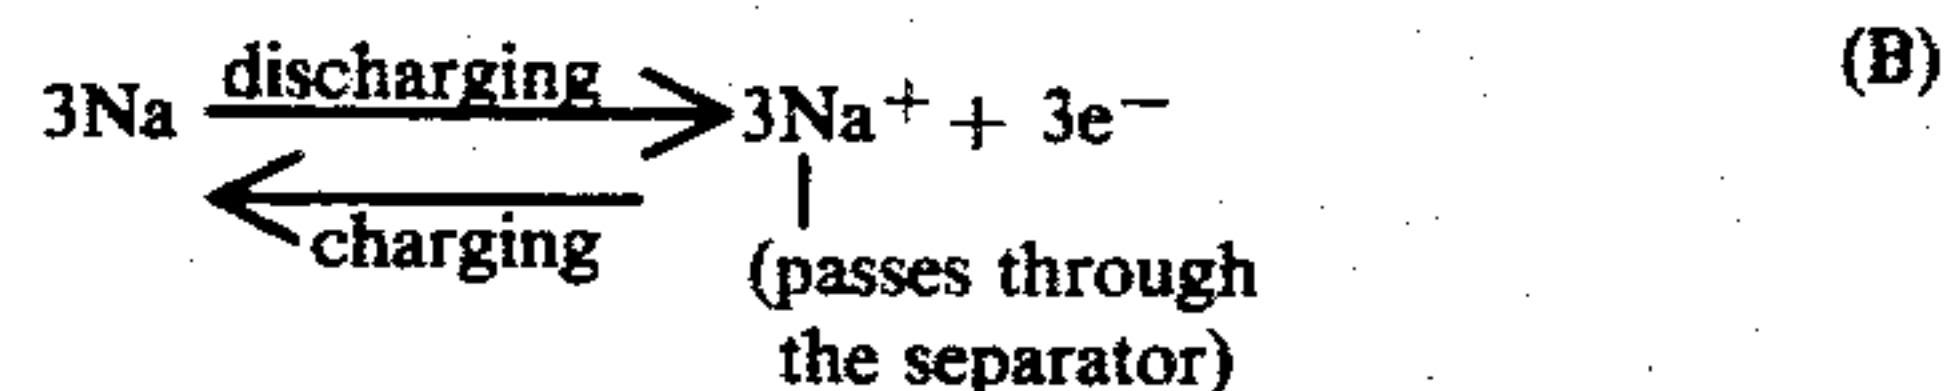 (B)
3Na discharging 3Na⁺ + 3e⁻
charging
(passes through
the separator)